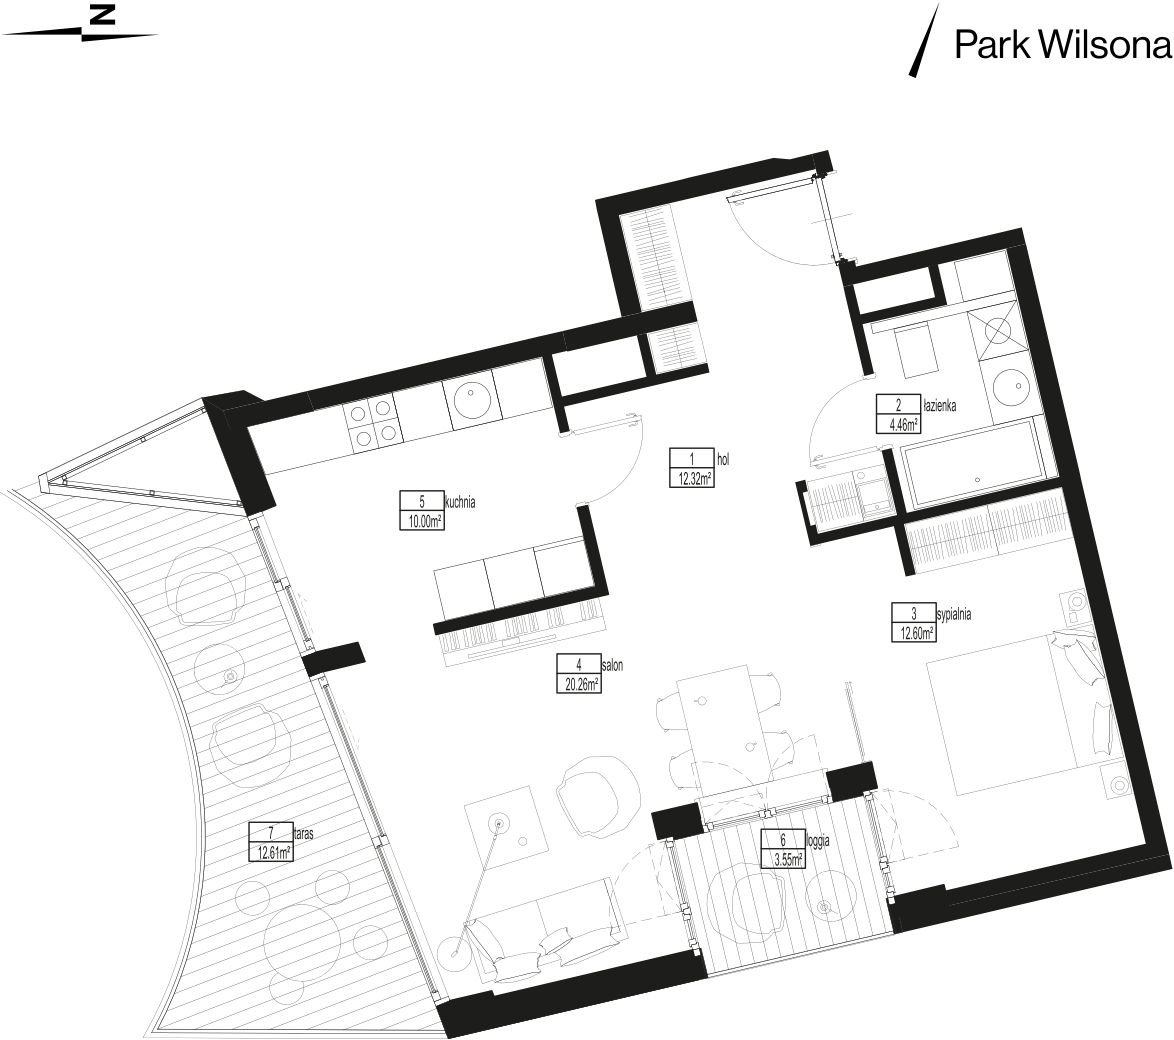 N
Park Wilsona
2
łazienka
4.46m²
1
hol
12.32m²
5
kuchnia
10.00m²
3
sypialnia
12.60m²
4
salon
20.26m²
7
taras
12.61m²
6
loggia
3.55m²